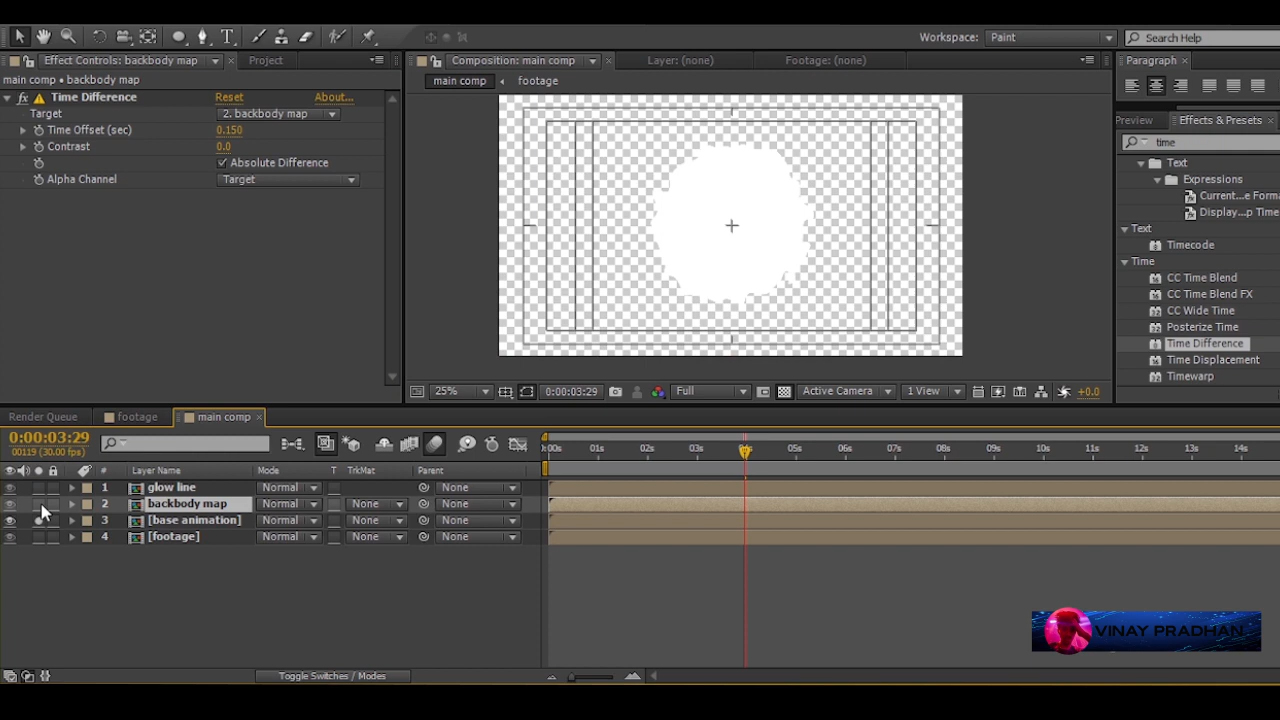 Workspace: Paint Search Help
Effect Controls: backbody map Project
Composition: main comp Layer: (none) Footage: (none)
Paragraph
main comp • backbody map
main comp footage
fx Time Difference Reset About...
Target 2. backbody map
Time Offset (sec) 0.150
Contrast 0.0
Absolute Difference
Alpha Channel Target
Preview Effects & Presets
time
Text
Expressions
Current...e Form
Display...p Time
Text
Timecode
Time
CC Time Blend
CC Time Blend FX
CC Wide Time
Posterize Time
Time Difference
Time Displacement
Timewarp
25% 0:00:03:29 Full Active Camera 1 View +0.0
Render Queue footage main comp
0:00:03:29
00119 (30.00 fps)
:00s 01s 02s 03s 05s 06s 07s 08s 09s 10s 11s 12s 13s 14s
# Layer Name Mode T TrkMat Parent
1 glow line Normal None
2 backbody map Normal None None
3 [base animation] Normal None None
4 [footage] Normal None None
VINAY PRADHAN
Toggle Switches / Modes